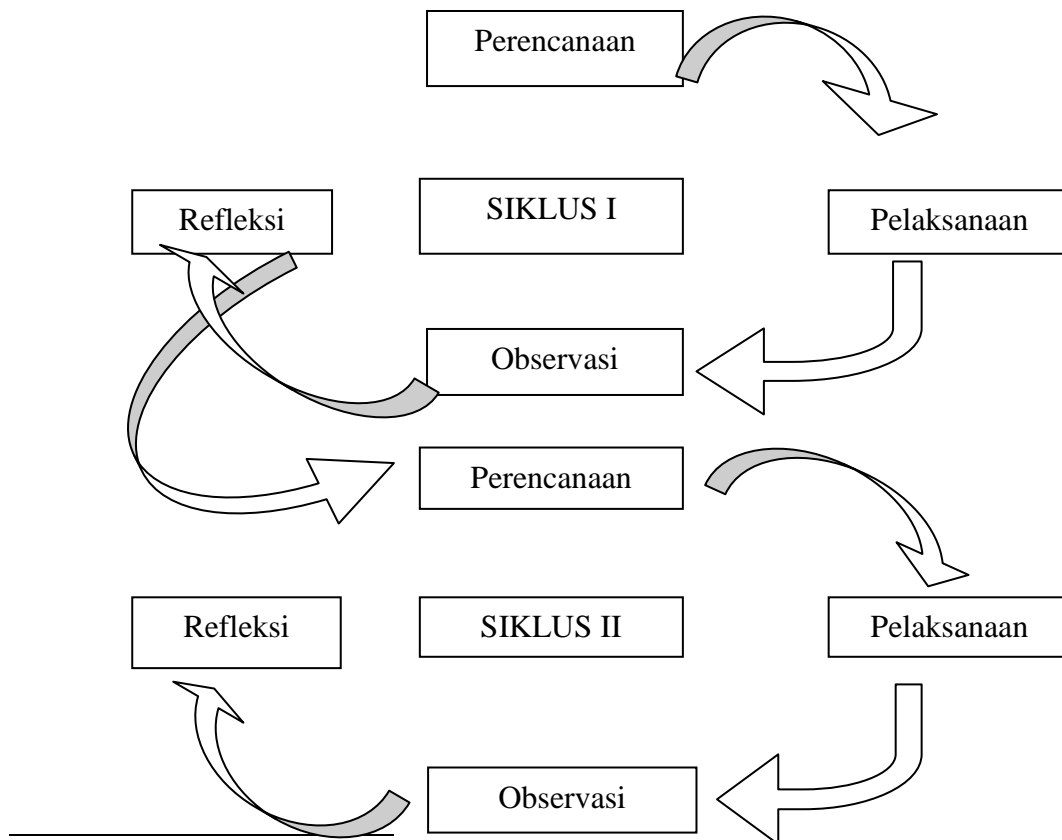 Perencanaan
Refleksi
SIKLUS I
Pelaksanaan
Observasi
Perencanaan
Refleksi
SIKLUS II
Pelaksanaan
Observasi